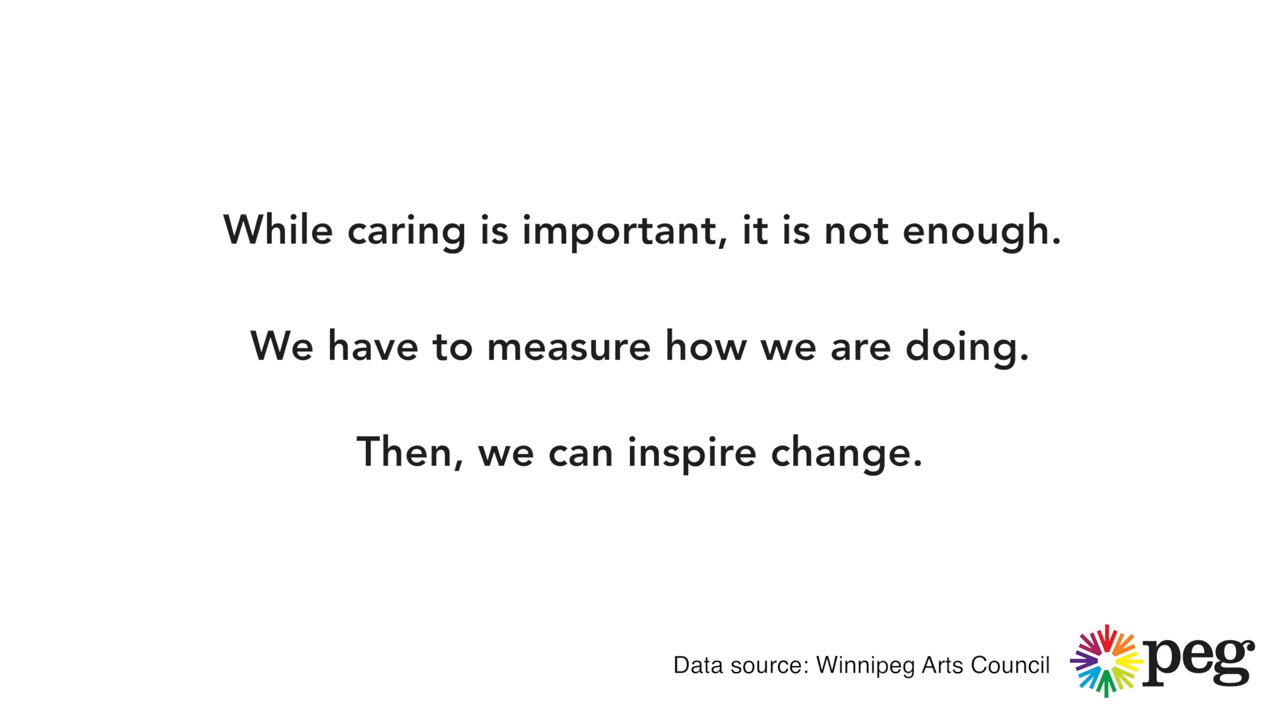 While caring is important, it is not enough.
We have to measure how we are doing.
Then, we can inspire change.
Data source: Winnipeg Arts Council
peg